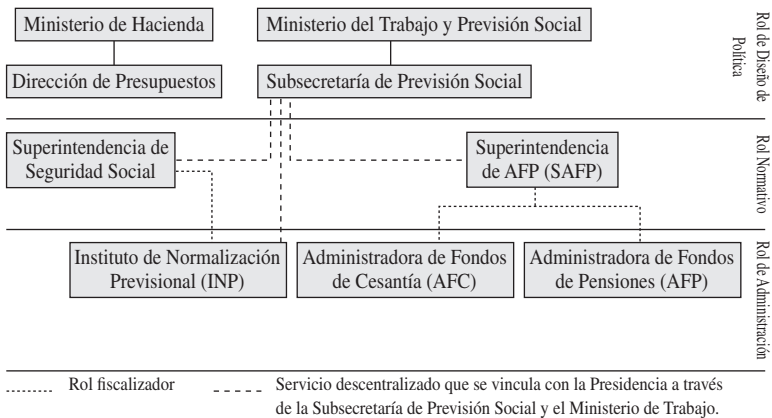 Ministerio de Hacienda
Ministerio del Trabajo y Previsión Social
Dirección de Presupuestos
Subsecretaría de Previsión Social
Rol de Diseño de
Política
Superintendencia de
Seguridad Social
Superintendencia
de AFP (SAFP)
Rol Normativo
Instituto de Normalización
Previsional (INP)
Administradora de Fondos
de Cesantía (AFC)
Administradora de Fondos
de Pensiones (AFP)
Rol de Administración
Rol fiscalizador
Servicio descentralizado que se vincula con la Presidencia a través
de la Subsecretaría de Previsión Social y el Ministerio de Trabajo.